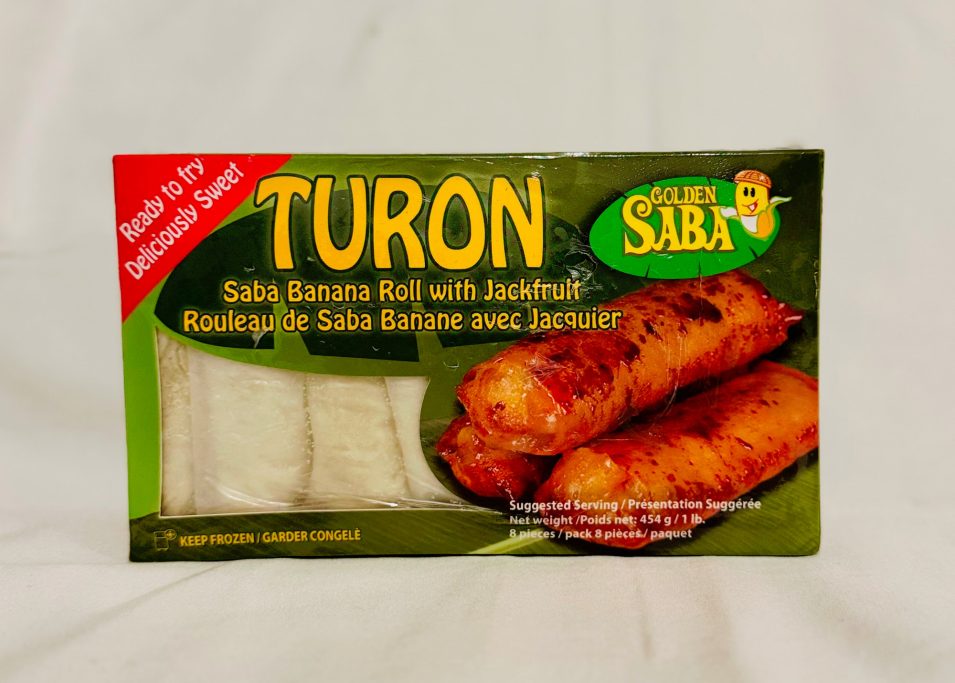 Ready to try
Deliciously Sweet
TURON
GOLDEN
SABA
Saba Banana Roll with Jackfruit
Rouleau de Saba Banane avec Jacquier
Suggested Serving / Présentation Suggérée
Net weight /Poids net: 454 g / 1 lb.
8 pieces / pack 8 pièces / paquet
KEEP FROZEN / GARDER CONGELÈ